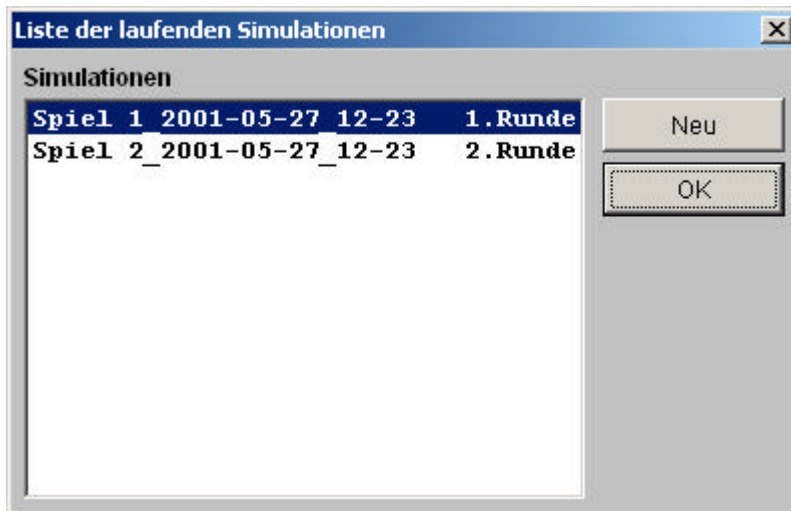 Liste der laufenden Simulationen
Simulationen
Spiel 1_2001-05-27_12-23 1.Runde
Spiel 2_2001-05-27_12-23 2.Runde
Neu
OK